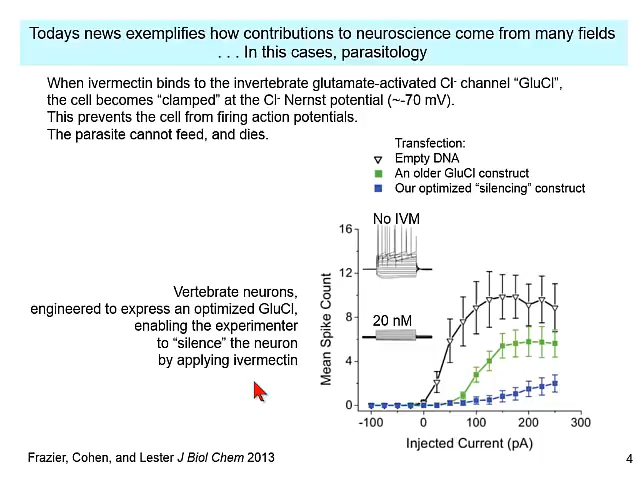 Todays news exemplifies how contributions to neuroscience come from many fields
. . . In this cases, parasitology
When ivermectin binds to the invertebrate glutamate-activated Cl- channel “GluCl”,
the cell becomes “clamped” at the Cl- Nernst potential (~-70 mV).
This prevents the cell from firing action potentials.
The parasite cannot feed, and dies.
Transfection:
Empty DNA
An older GluCl construct
Our optimized “silencing” construct
Vertebrate neurons,
engineered to express an optimized GluCl,
enabling the experimenter
to “silence” the neuron
by applying ivermectin
Mean Spike Count
16
12
8
4
0
No IVM
20 nM
-100
0
100
200
300
Injected Current (pA)
Frazier, Cohen, and Lester J Biol Chem 2013
4